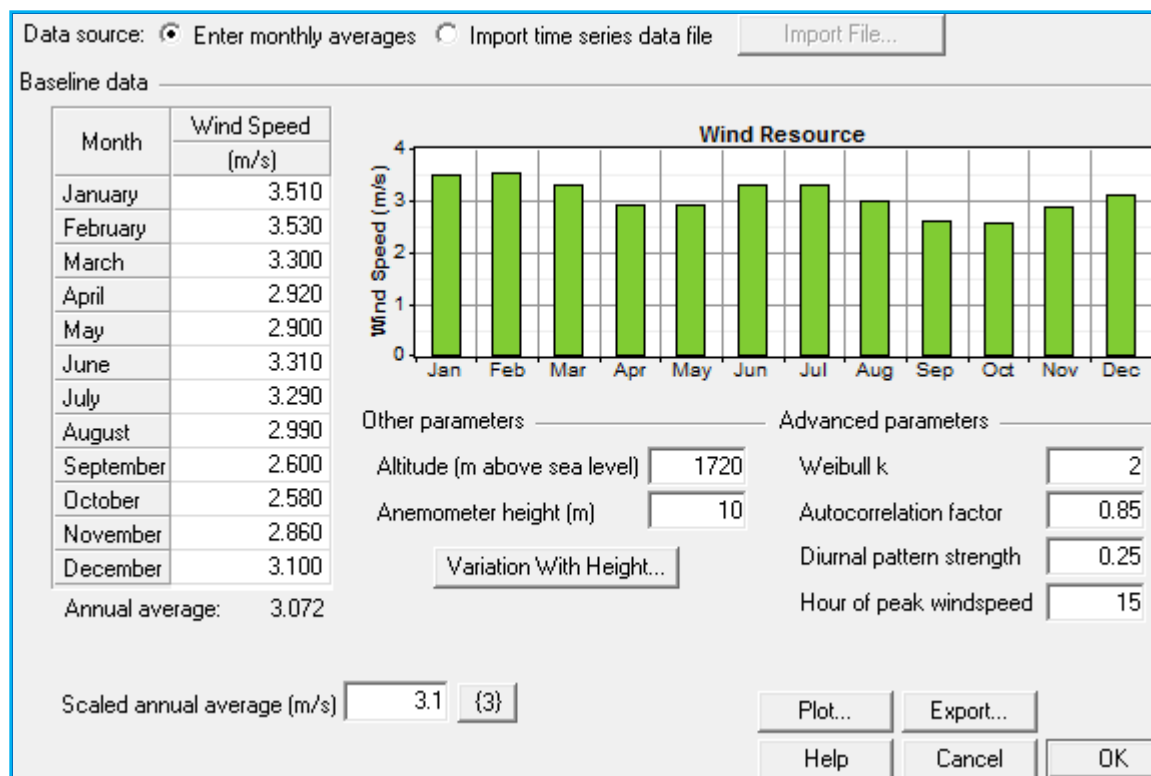 Data source: Enter monthly averages Import time series data file Import File...
Baseline data
Month Wind Speed
(m/s)
January 3.510
February 3.530
March 3.300
April 2.920
May 2.900
June 3.310
July 3.290
August 2.990
September 2.600
October 2.580
November 2.860
December 3.100
Annual average: 3.072
Wind Resource
Wind Speed (m/s)
4
3
2
1
0
Jan Feb Mar Apr May Jun Jul Aug Sep Oct Nov Dec
Other parameters
Altitude (m above sea level) 1720
Anemometer height (m) 10
Variation With Height...
Advanced parameters
Weibull k 2
Autocorrelation factor 0.85
Diurnal pattern strength 0.25
Hour of peak windspeed 15
Scaled annual average (m/s) 3.1 {3}
Plot... Export...
Help Cancel OK